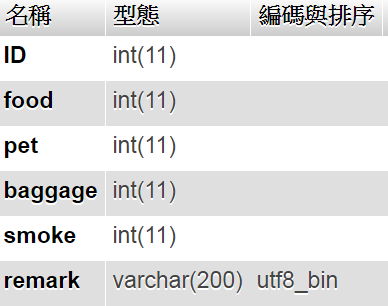 名稱 型態 編碼與排序
ID int(11)
food int(11)
pet int(11)
baggage int(11)
smoke int(11)
remark varchar(200) utf8_bin